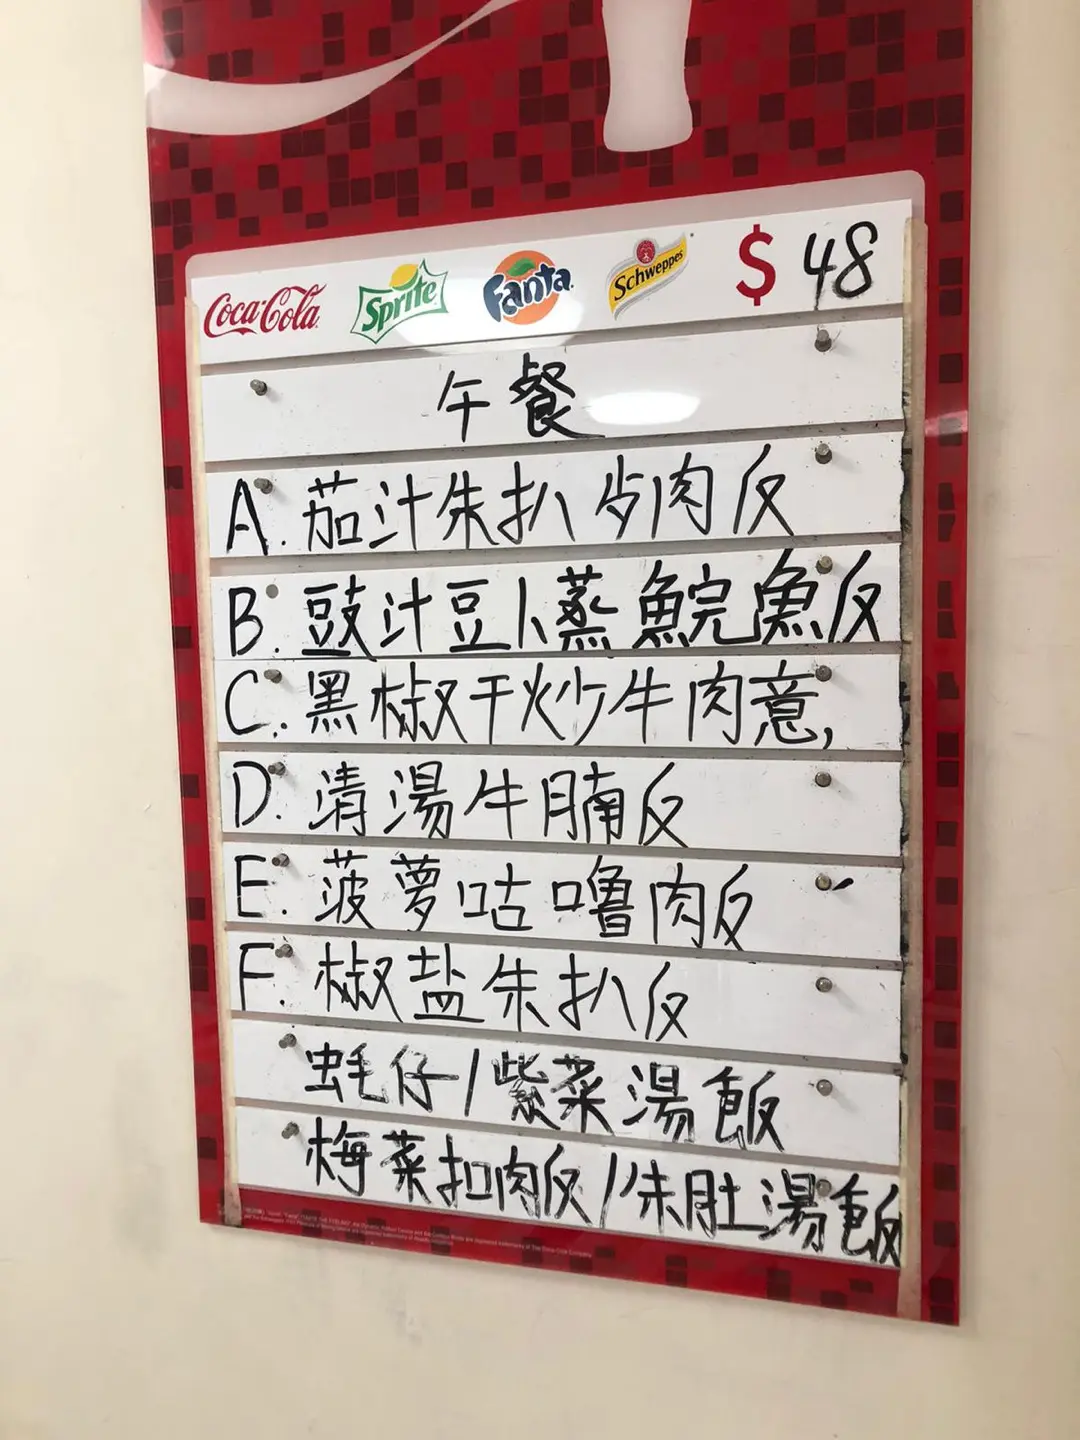 Coca-Cola Sprite Fanta Schweppes $ 48
午餐
A. 茄汁朱扒歺肉反
B. 豉汁豆卜蒸鯇魚反
C. 黑椒干炒牛肉意,
D. 清湯牛腩反
E. 菠萝咕嚕肉反
F. 椒盐朱扒反
蚝仔/紫菜湯飯
梅菜扣肉反/朱肚湯飯